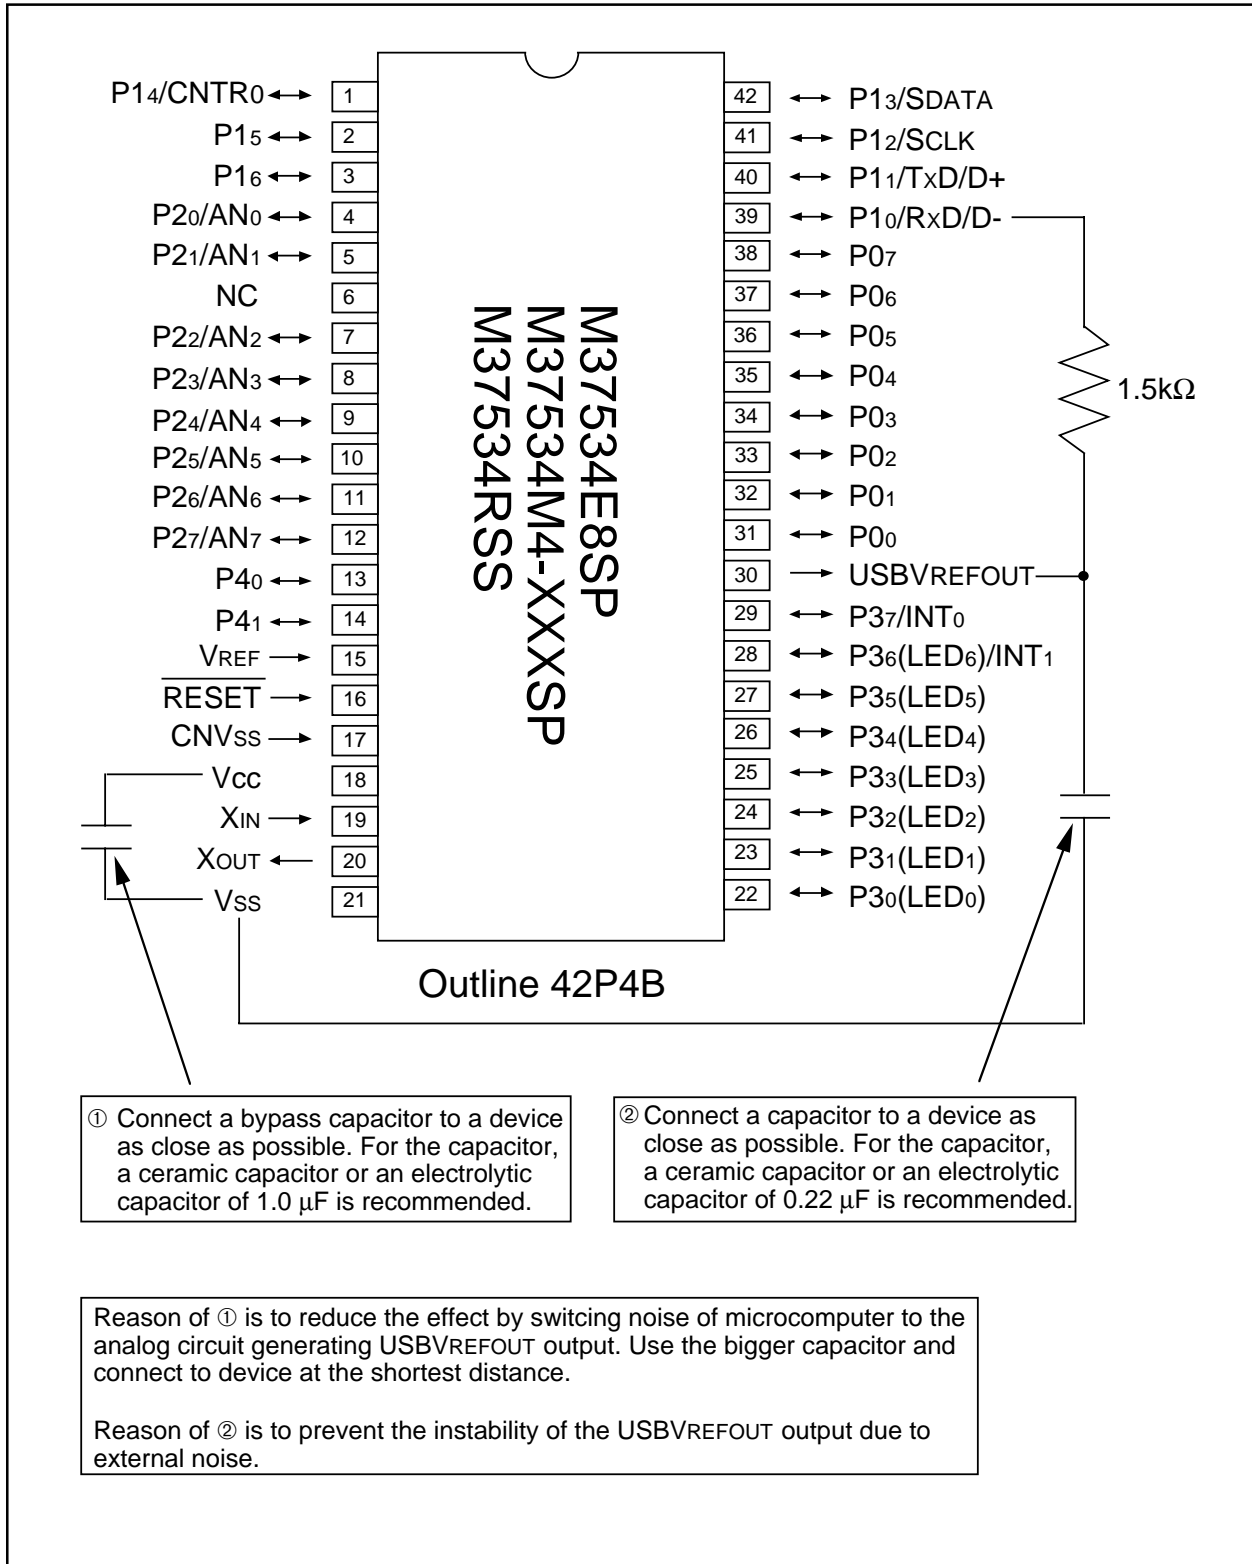 P14/CNTR0 1
P15 2
P16 3
P20/AN0 4
P21/AN1 5
NC 6
P22/AN2 7
P23/AN3 8
P24/AN4 9
P25/AN5 10
P26/AN6 11
P27/AN7 12
P40 13
P41 14
VREF 15
RESET 16
CNVSS 17
Vcc 18
XIN 19
XOUT 20
VSS 21
M37534E8SP
M37534M4-XXXSP
M37534RSS
42 P13/SDATA
41 P12/SCLK
40 P11/TXD/D+
39 P10/RXD/D-
38 P07
37 P06
36 P05
35 P04
34 P03
33 P02
32 P01
31 P00
30 USBVREFOUT
29 P37/INT0
28 P36(LED6)/INT1
27 P35(LED5)
26 P34(LED4)
25 P33(LED3)
24 P32(LED2)
23 P31(LED1)
22 P30(LED0)
1.5kΩ
Outline 42P4B
① Connect a bypass capacitor to a device
as close as possible. For the capacitor,
a ceramic capacitor or an electrolytic
capacitor of 1.0 μF is recommended.
② Connect a capacitor to a device as
close as possible. For the capacitor,
a ceramic capacitor or an electrolytic
capacitor of 0.22 μF is recommended.
Reason of ① is to reduce the effect by switcing noise of microcomputer to the
analog circuit generating USBVREFOUT output. Use the bigger capacitor and
connect to device at the shortest distance.
Reason of ② is to prevent the instability of the USBVREFOUT output due to
external noise.